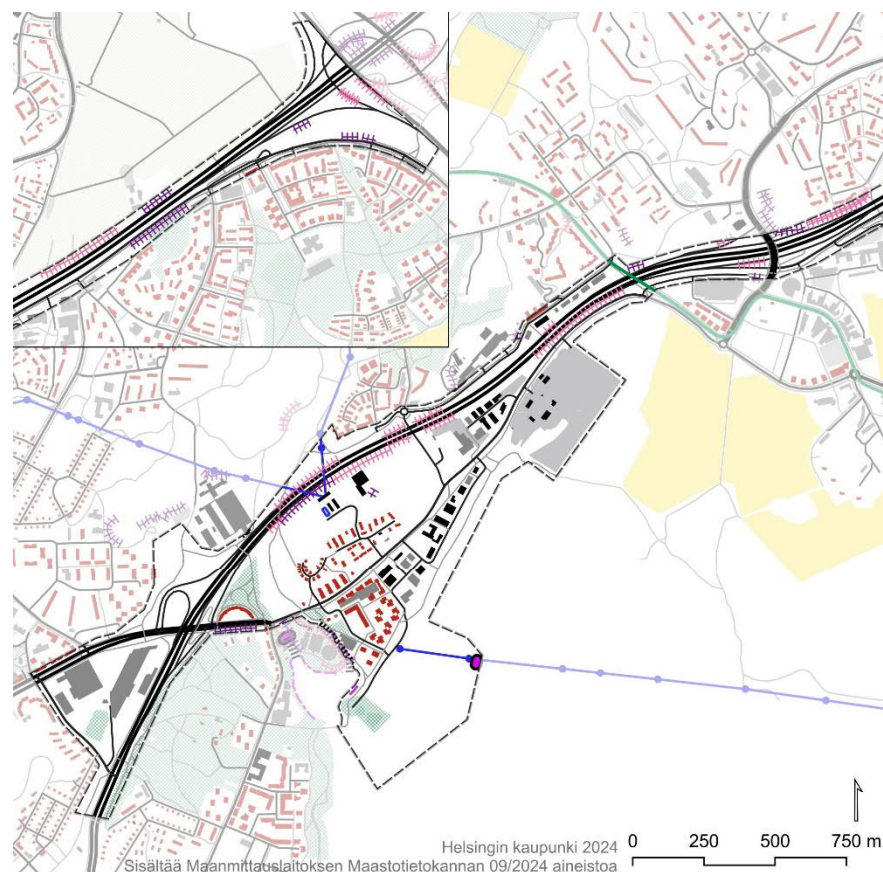 Helsingin kaupunki 2024
Sisältää Maanmittauslaitoksen Maastotietokannan 09/2024 aineistoa
0 250 500 750 m